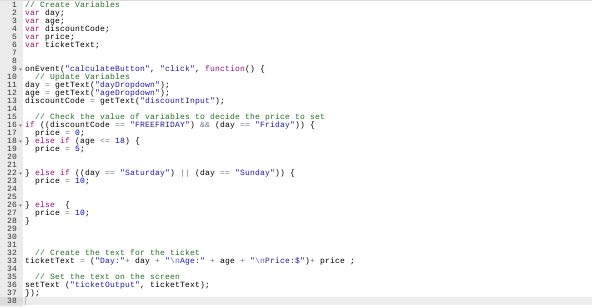 1 // Create Variables
2 var day;
3 var age;
4 var discountCode;
5 var price;
6 var ticketText;
7
8
9 onEvent("calculateButton", "click", function() {
10 // Update Variables
11 day = getText("dayDropdown");
12 age = getText("ageDropdown");
13 discountCode = getText("discountInput");
14
15 // Check the value of variables to decide the price to set
16 if ((discountCode == "FREEFRIDAY") && (day == "Friday")) {
17 price = 0;
18 } else if (age <= 18) {
19 price = 5;
20
21
22 } else if ((day == "Saturday") || (day == "Sunday")) {
23 price = 10;
24
25
26 } else  {
27 price = 10;
28 }
29
30
31
32 // Create the text for the ticket
33 ticketText = ("Day:"+ day + "\nAge:" + age + "\nPrice:$")+ price ;
34
35 // Set the text on the screen
36 setText ("ticketOutput", ticketText);
37 });
38